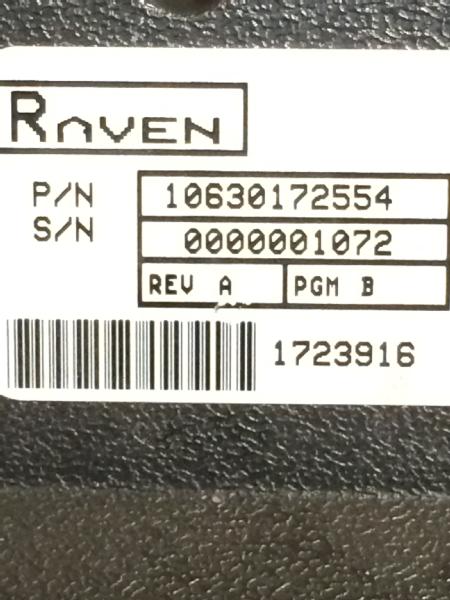 RAVEN
P/N 10630172554
S/N 0000001072
REV A PGM B
1723916